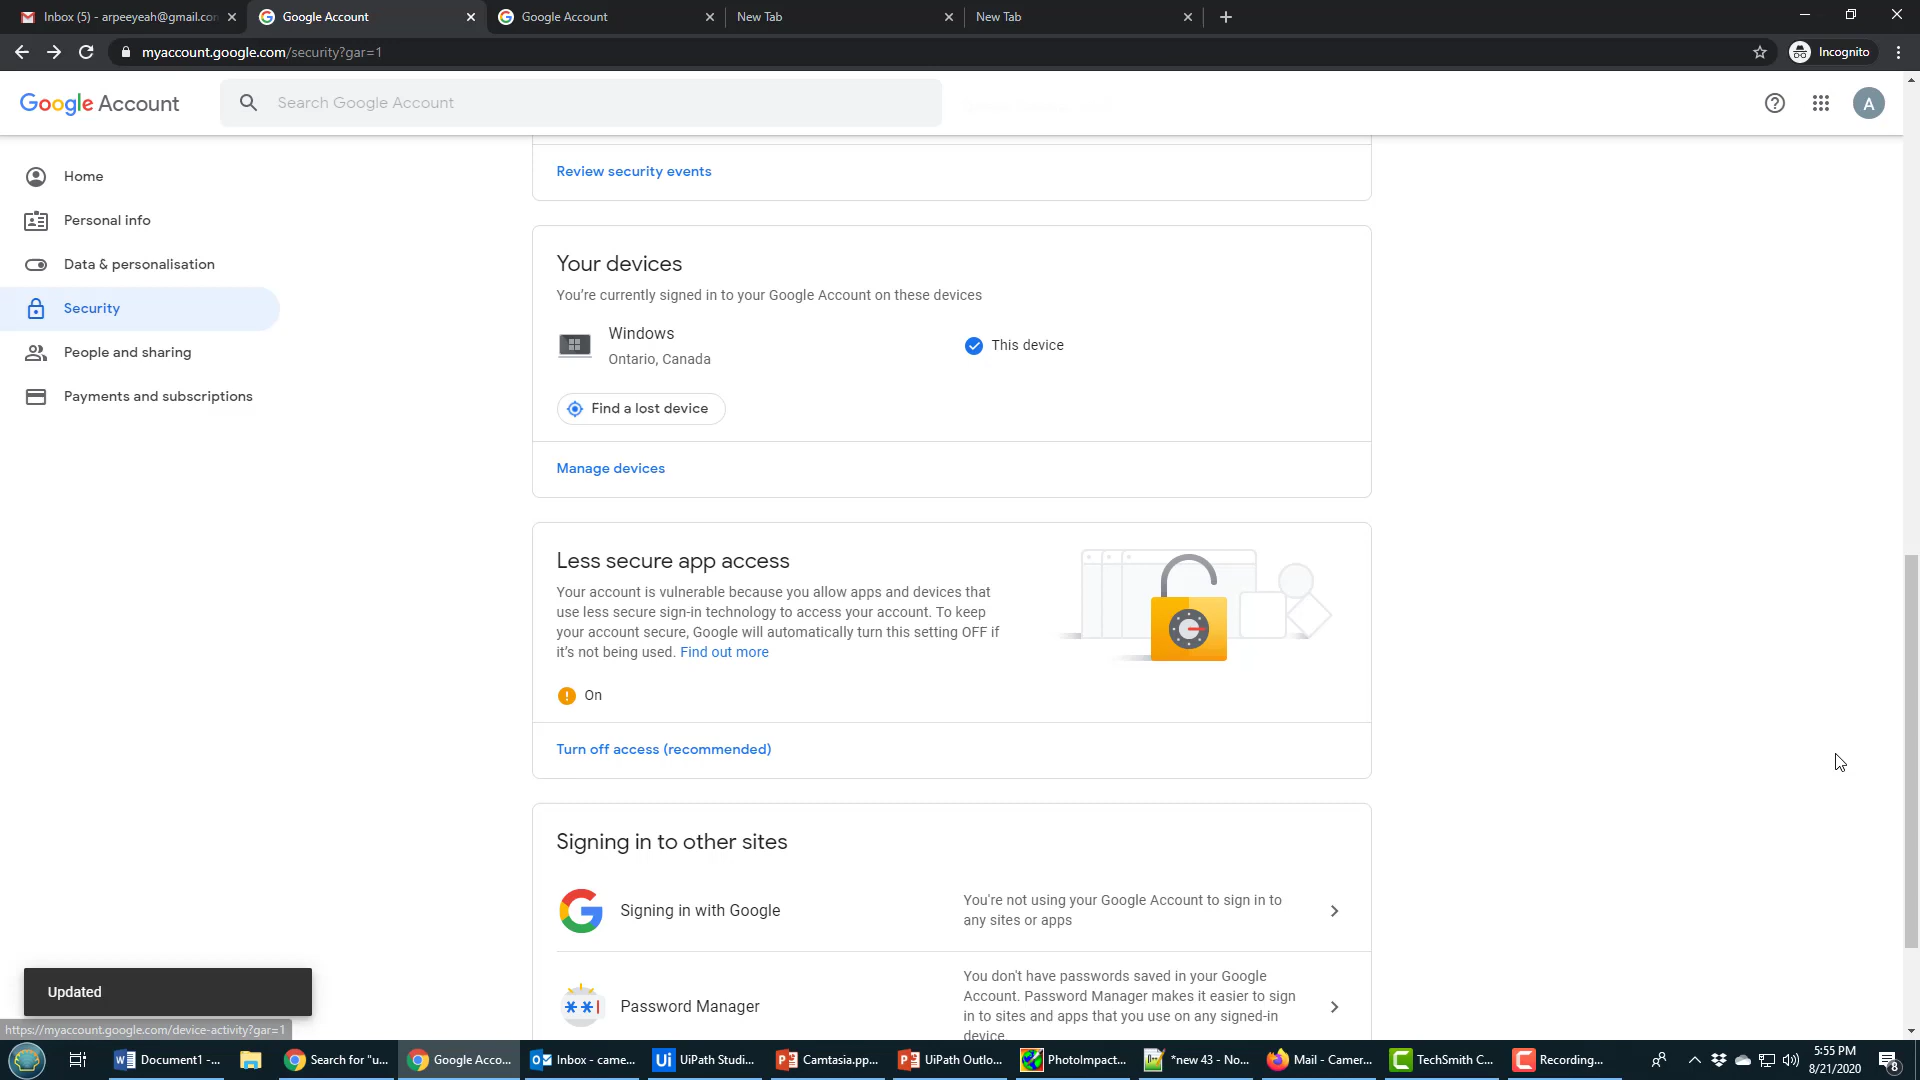 Inbox (5) - arpeeyeah@gmail.con
Google Account
Google Account
New Tab
New Tab
myaccount.google.com/security?gar=1
Incognito
Google Account
Search Google Account
A
Home
Personal info
Data & personalisation
Security
People and sharing
Payments and subscriptions
Review security events
Your devices
You're currently signed in to your Google Account on these devices
Windows
Ontario, Canada
This device
Find a lost device
Manage devices
Less secure app access
Your account is vulnerable because you allow apps and devices that
use less secure sign-in technology to access your account. To keep
your account secure, Google will automatically turn this setting OFF if
it's not being used. Find out more
On
Turn off access (recommended)
Signing in to other sites
Signing in with Google
You're not using your Google Account to sign in to
any sites or apps
Password Manager
You don't have passwords saved in your Google
Account. Password Manager makes it easier to sign
in to sites and apps that you use on any signed-in
device.
Updated
https://myaccount.google.com/device-activity?gar=1
Document1 -...
Search for "u...
Google Acco...
Inbox - came...
UiPath Studi...
Camtasia.pp...
UiPath Outlo...
PhotoImpact...
*new 43 - No...
Mail - Camer...
TechSmith C...
Recording...
5:55 PM
8/21/2020
8